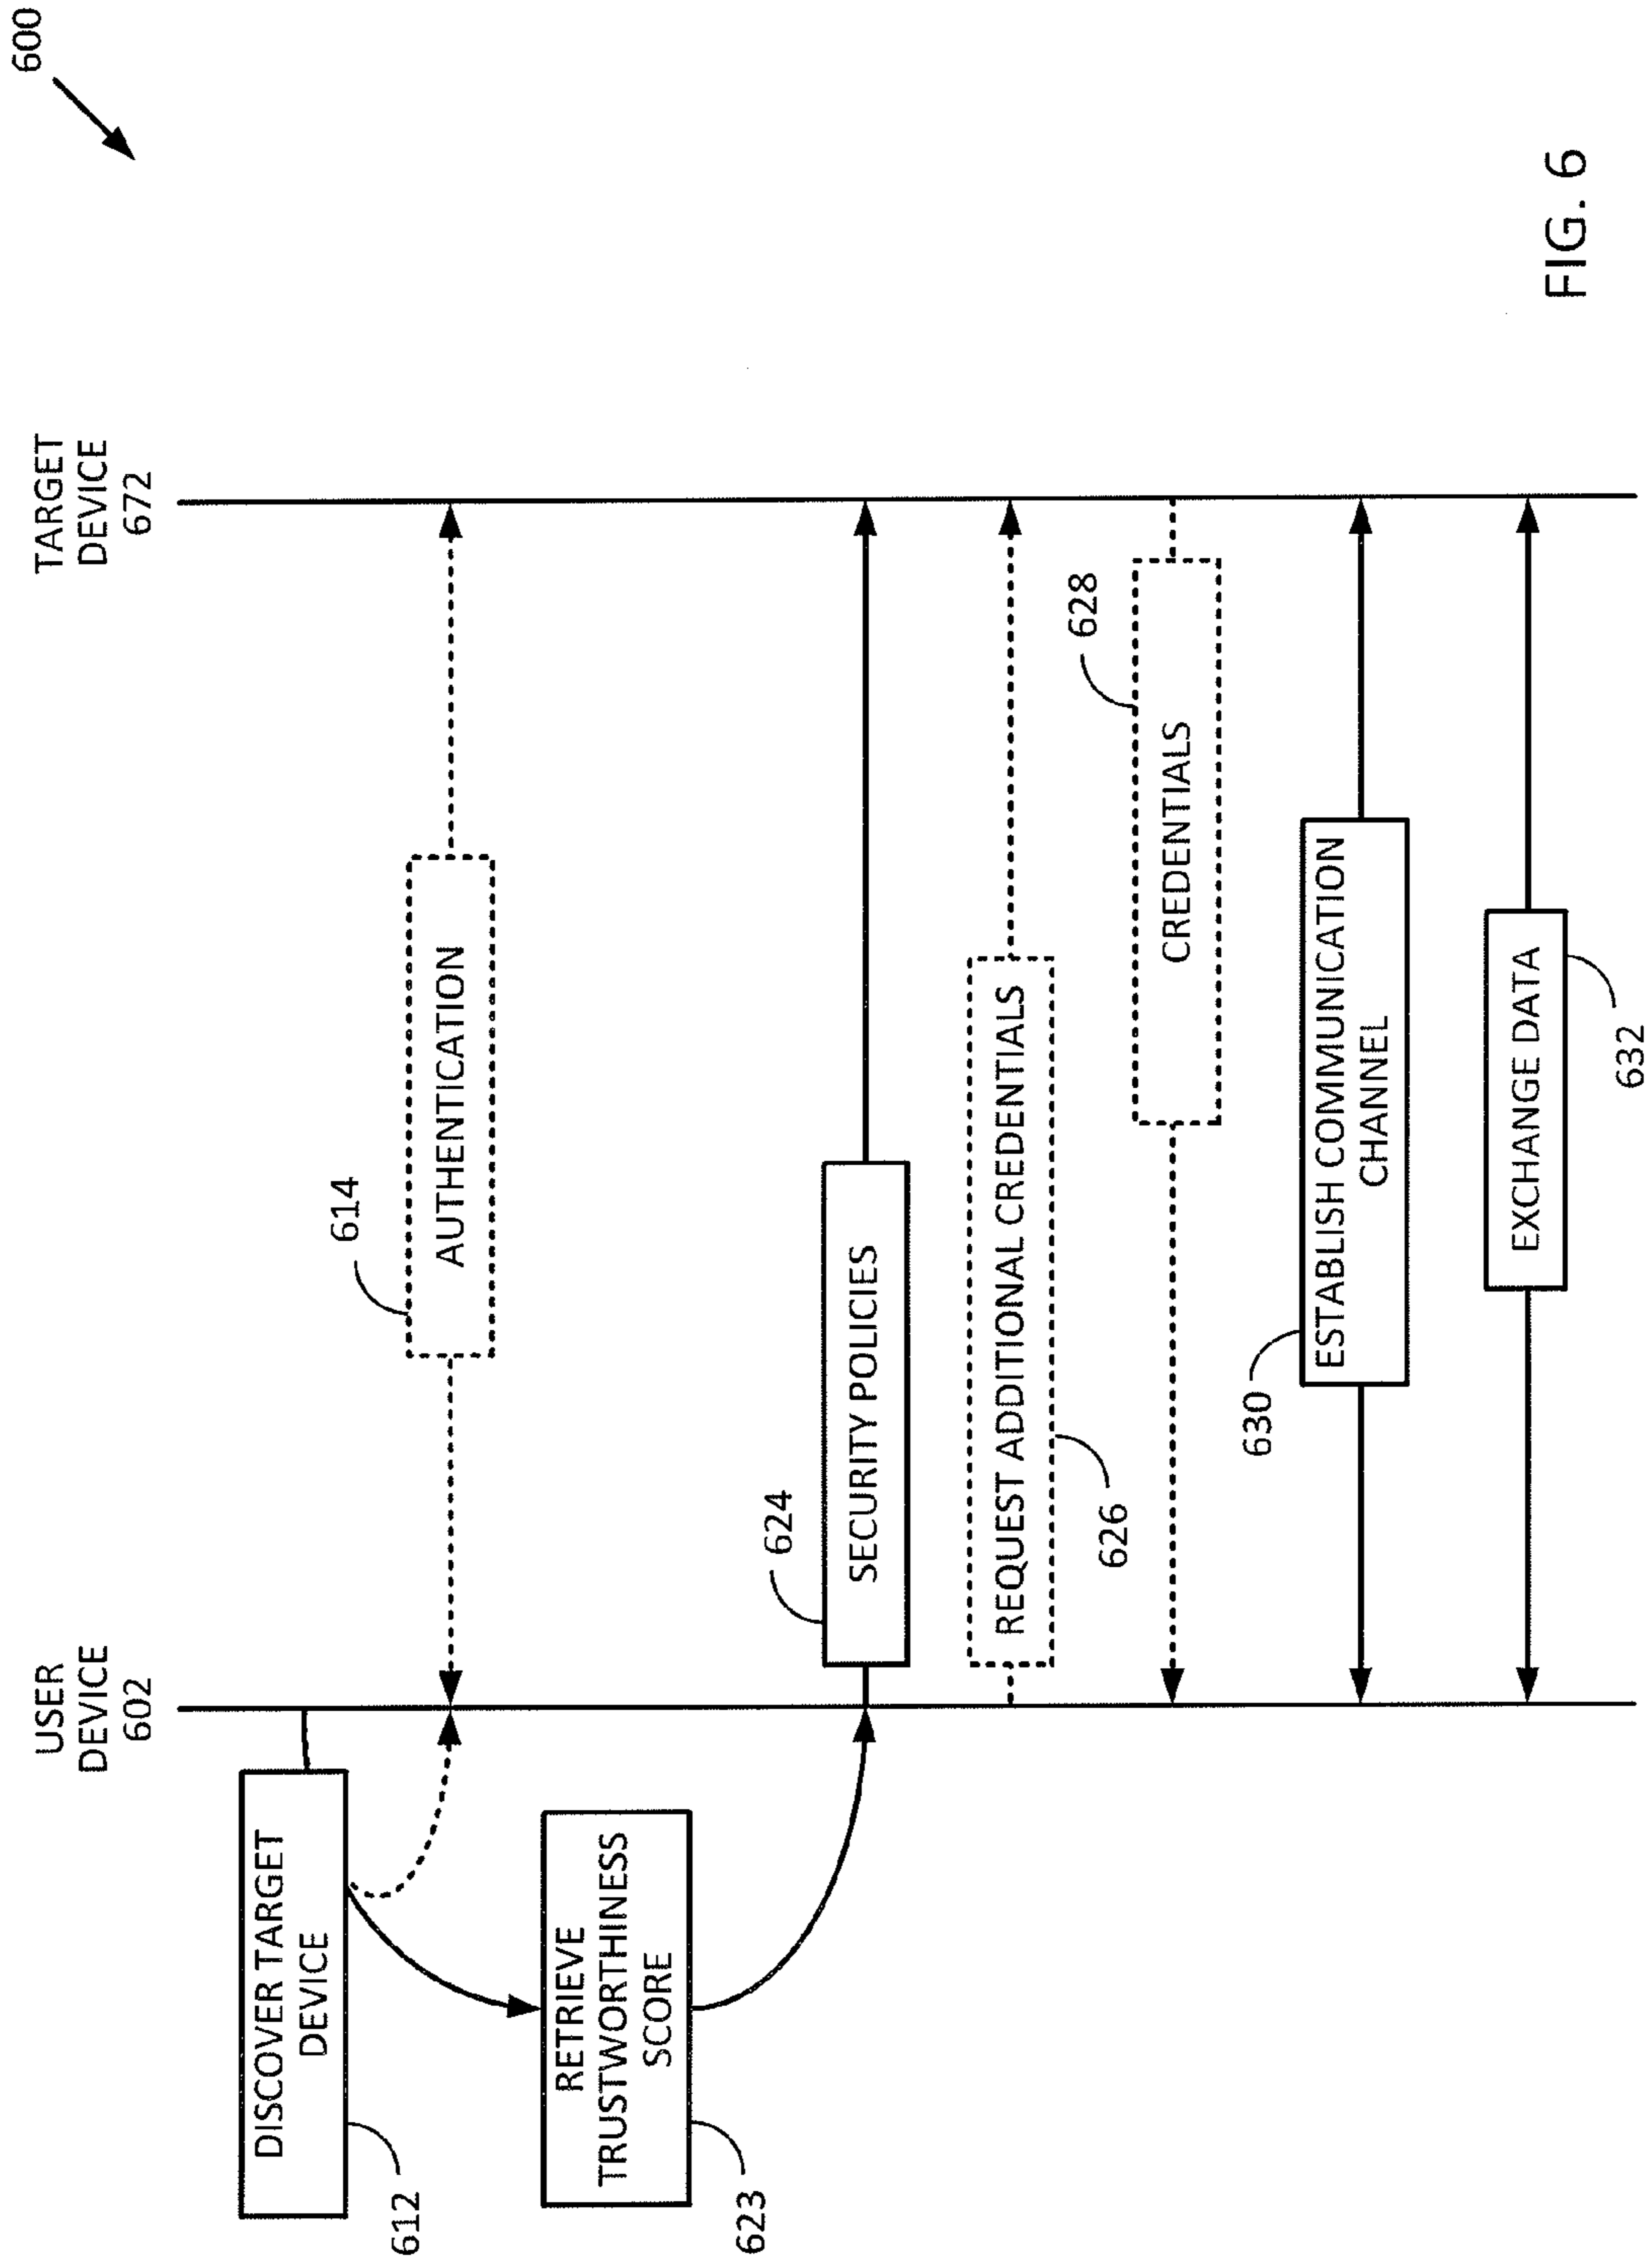 600
USER
DEVICE
602
TARGET
DEVICE
672
DISCOVER TARGET
DEVICE
612
614
AUTHENTICATION
RETRIEVE
TRUSTWORTHINESS
SCORE
623
624
SECURITY POLICIES
REQUEST ADDITIONAL CREDENTIALS
626
628
CREDENTIALS
630
ESTABLISH COMMUNICATION
CHANNEL
EXCHANGE DATA
632
FIG. 6